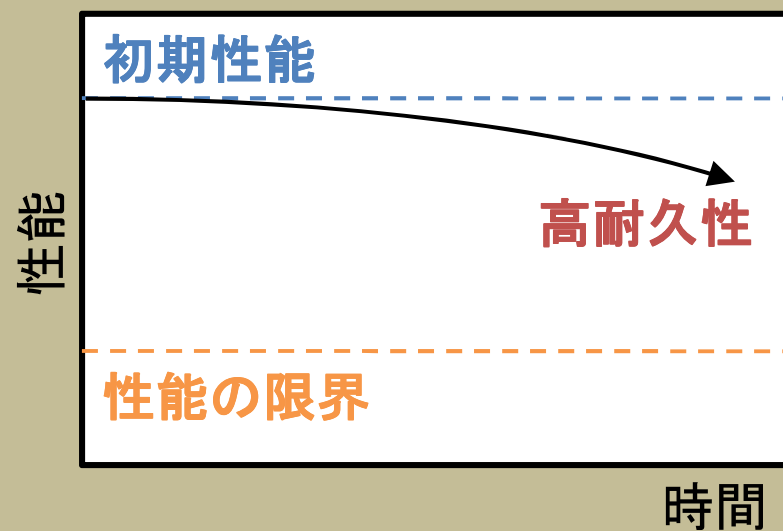 初期性能
高耐久性
性能
性能の限界
時間